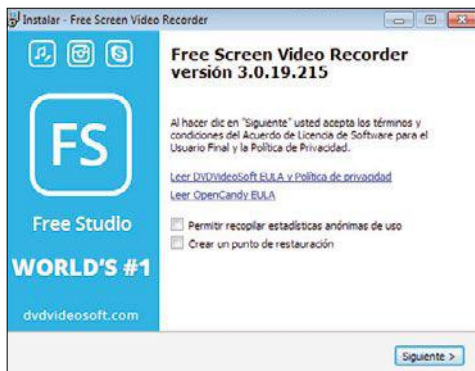 Instalar - Free Screen Video Recorder
FS
Free Studio
WORLD'S #1
dvdvideosoft.com
Free Screen Video Recorder
versión 3.0.19.215
Al hacer clic en "Siguiente" usted acepta los términos y
condiciones del Acuerdo de Licencia de Software para el
Usuario Final y la Política de Privacidad.
Leer DVDVideoSoft EULA y Política de privacidad
Leer OpenCandy EULA
Permitir recopilar estadísticas anónimas de uso
Crear un punto de restauración
Siguiente >